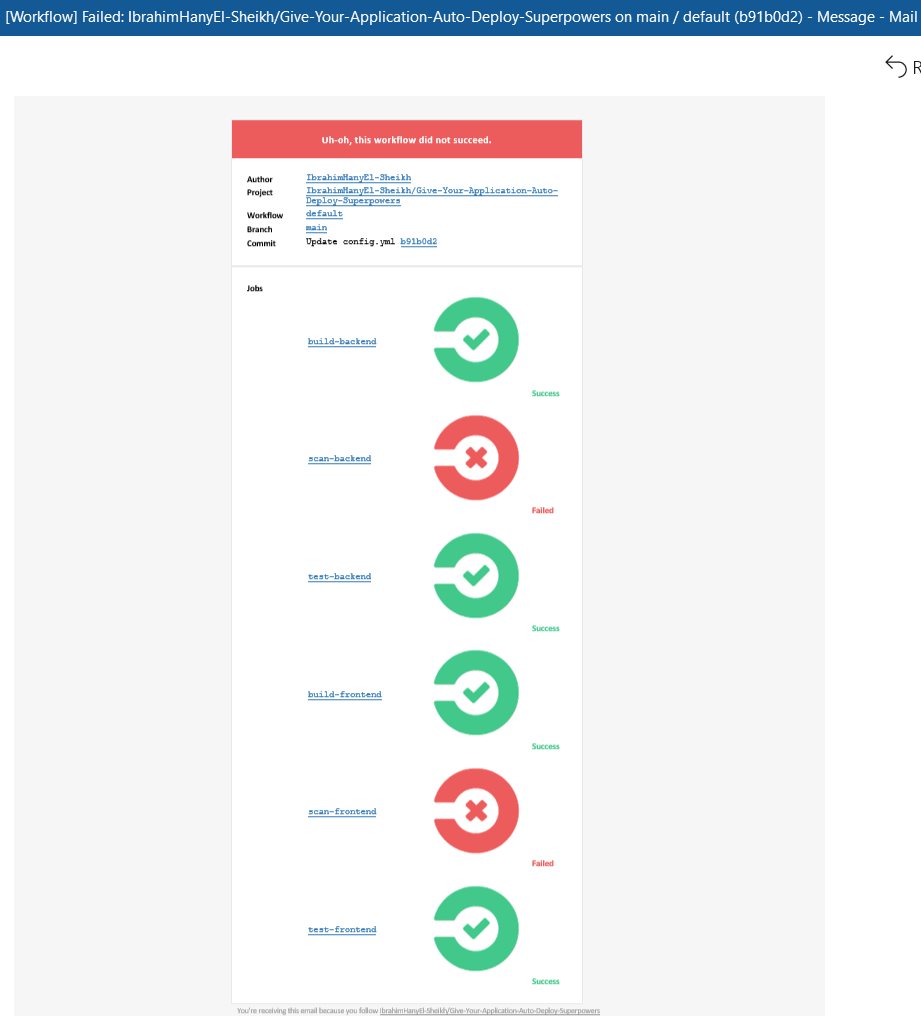 [Workflow] Failed: IbrahimHanyEl-Sheikh/Give-Your-Application-Auto-Deploy-Superpowers on main / default (b91b0d2) - Message - Mail
R
Uh-oh, this workflow did not succeed.
Author IbrahimHanyEl-Sheikh
Project IbrahimHanyEl-Sheikh/Give-Your-Application-Auto-
Deploy-Superpowers
Workflow default
Branch main
Commit Update config.yml b91b0d2
Jobs
build-backend
Success
scan-backend
Failed
test-backend
Success
build-frontend
Success
scan-frontend
Failed
test-frontend
Success
You're receiving this email because you follow IbrahimHanyEl-Sheikh/Give-Your-Application-Auto-Deploy-Superpowers